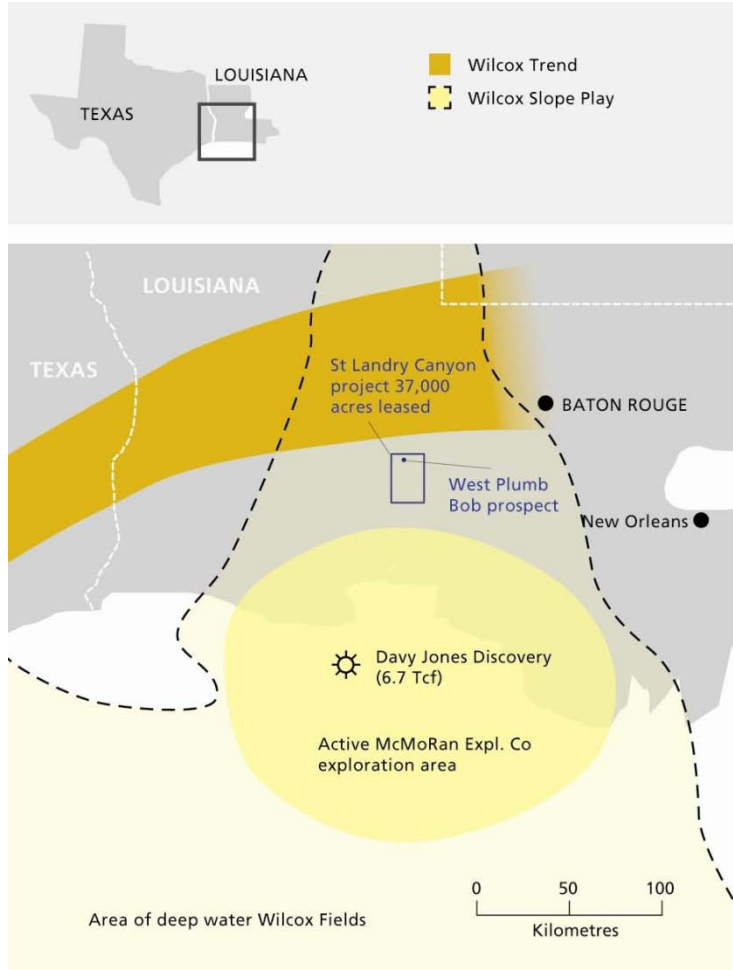 LOUISIANA
TEXAS
Wilcox Trend
Wilcox Slope Play
LOUISIANA
TEXAS
St Landry Canyon
project 37,000
acres leased
BATON ROUGE
West Plumb
Bob prospect
New Orleans
Davy Jones Discovery
(6.7 Tcf)
Active McMoRan Expl. Co
exploration area
0 50 100
Kilometres
Area of deep water Wilcox Fields